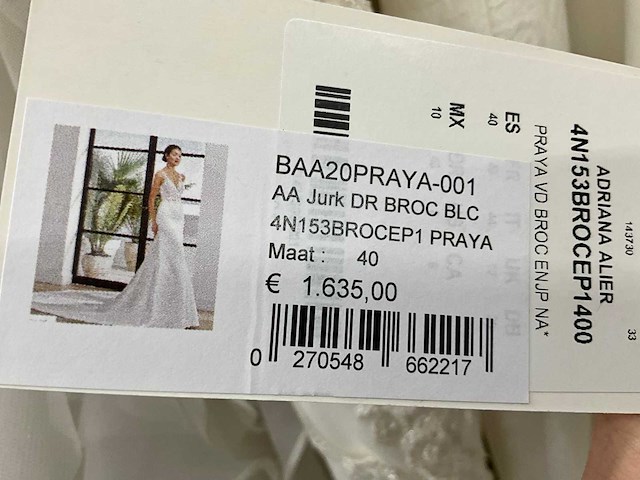 BAA20PRAYA-001
AA Jurk DR BROC BLC
4N153BROCEP1 PRAYA
Maat : 40
€ 1.635,00
0 270548 662217
143730 33
ADRIANA ALIER
4N153BROCEP1400
PRAYA VD BROC ENJP NA*
ES
40
MX
10